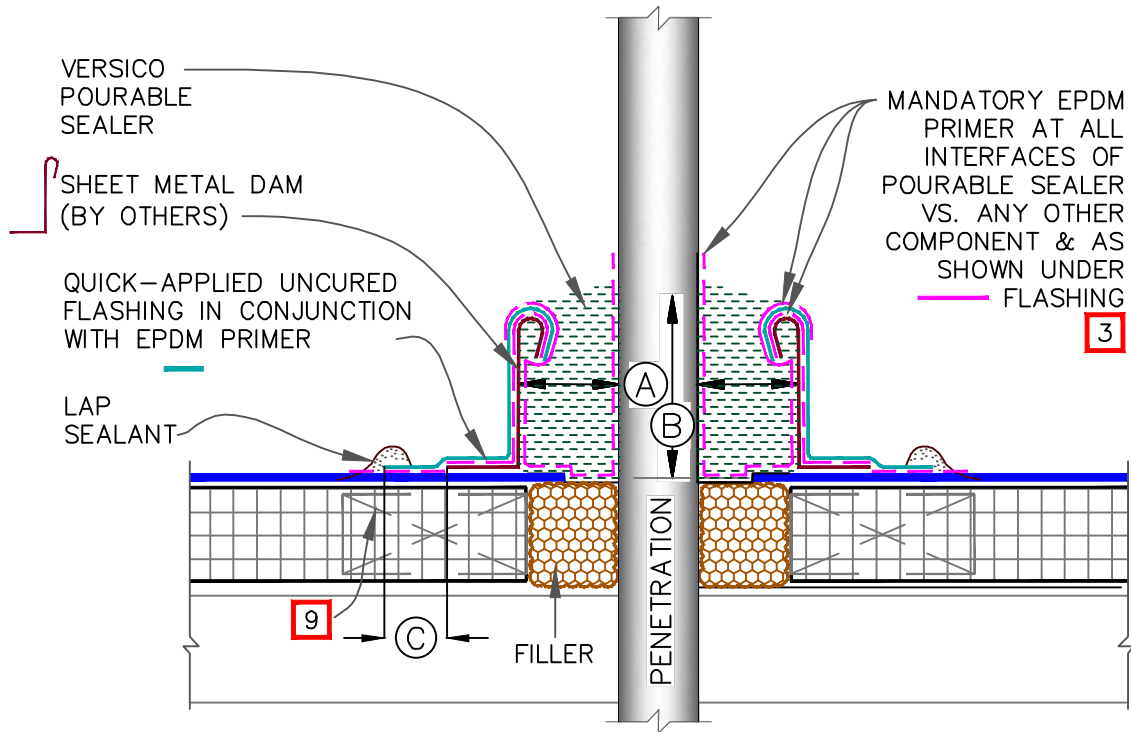 VERSICO
POURABLE
SEALER
SHEET METAL DAM
(BY OTHERS)
QUICK-APPLIED UNCURED
FLASHING IN CONJUNCTION
WITH EPDM PRIMER
LAP
SEALANT
MANDATORY EPDM
PRIMER AT ALL
INTERFACES OF
POURABLE SEALER
VS. ANY OTHER
COMPONENT & AS
SHOWN UNDER
FLASHING
3
A
B
PENETRATION
9
C
FILLER